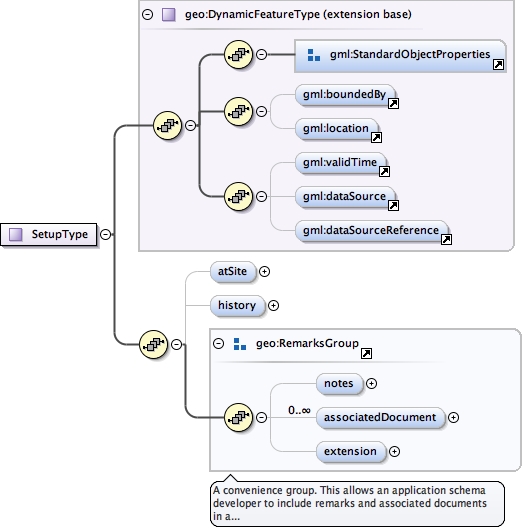 geo:DynamicFeatureType (extension base)
gml:StandardObjectProperties
gml:boundedBy
gml:location
gml:validTime
gml:dataSource
gml:dataSourceReference
SetupType
atSite
history
geo:RemarksGroup
notes
0..∞
associatedDocument
extension
A convenience group. This allows an application schema
developer to include remarks and associated documents
in a...